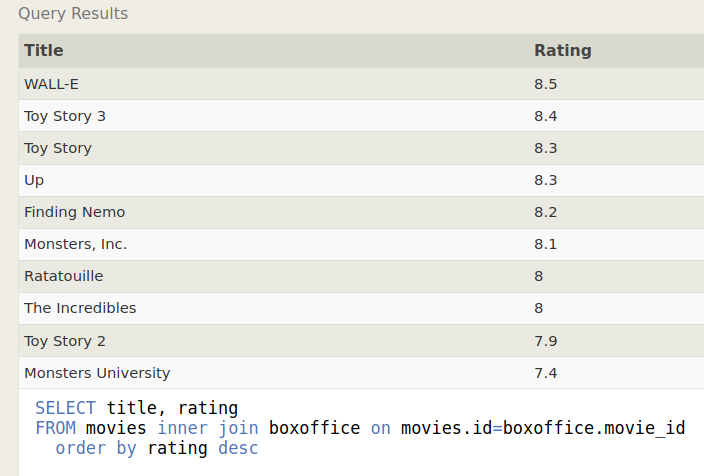 Query Results
Title Rating
WALL-E 8.5
Toy Story 3 8.4
Toy Story 8.3
Up 8.3
Finding Nemo 8.2
Monsters, Inc. 8.1
Ratatouille 8
The Incredibles 8
Toy Story 2 7.9
Monsters University 7.4
SELECT title, rating
FROM movies inner join boxoffice on movies.id=boxoffice.movie_id
order by rating desc